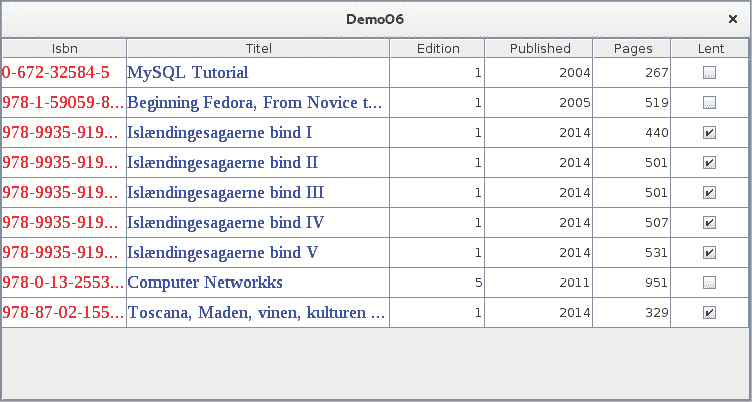 Demo06 ×
Isbn Titel Edition Published Pages Lent
0-672-32584-5 MySQL Tutorial 1 2004 267
978-1-59059-8... Beginning Fedora, From Novice t... 1 2005 519
978-9935-919... Islændingesagaerne bind I 1 2014 440
978-9935-919... Islændingesagaerne bind II 1 2014 501
978-9935-919... Islændingesagaerne bind III 1 2014 501
978-9935-919... Islændingesagaerne bind IV 1 2014 507
978-9935-919... Islændingesagaerne bind V 1 2014 531
978-0-13-2553... Computer Networkks 5 2011 951
978-87-02-155... Toscana, Maden, vinen, kulturen ... 1 2014 329